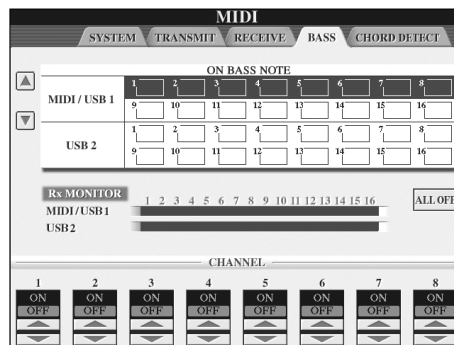 MIDI
SYSTEM TRANSMIT RECEIVE BASS CHORD DETECT
ON BASS NOTE
1 2 3 4 5 6 7 8
MIDI / USB 1
9 10 11 12 13 14 15 16
1 2 3 4 5 6 7 8
USB 2
9 10 11 12 13 14 15 16
Rx MONITOR
1 2 3 4 5 6 7 8 9 10 11 12 13 14 15 16
ALL OFF
MIDI/USB1
USB2
CHANNEL
1 2 3 4 5 6 7 8
ON ON ON ON ON ON ON ON
OFF OFF OFF OFF OFF OFF OFF OFF